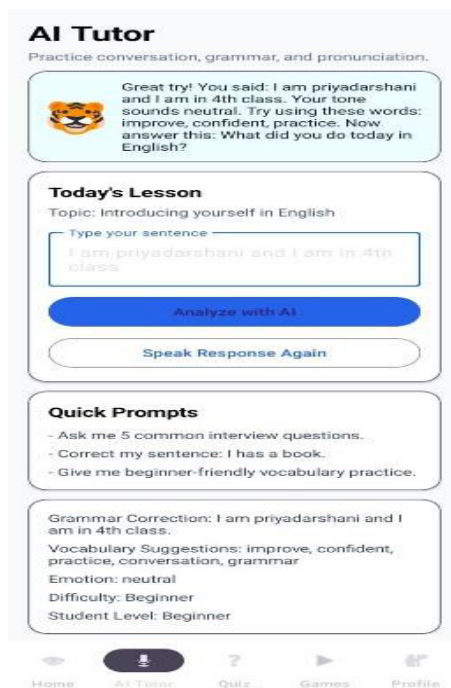 AI Tutor
Practice conversation, grammar, and pronunciation.
Great try! You said: I am priyadarshani
and I am in 4th class. Your tone
sounds neutral. Try using these words:
improve, confident, practice. Now
answer this: What did you do today in
English?
Today's Lesson
Topic: Introducing yourself in English
Type your sentence
I am priyadarshani and I am in 4th
class
Analyze with AI
Speak Response Again
Quick Prompts
- Ask me 5 common interview questions.
- Correct my sentence: I has a book.
- Give me beginner-friendly vocabulary practice.
Grammar Correction: I am priyadarshani and I
am in 4th class.
Vocabulary Suggestions: improve, confident,
practice, conversation, grammar
Emotion: neutral
Difficulty: Beginner
Student Level: Beginner
Home AI Tutor Quiz Games Profile